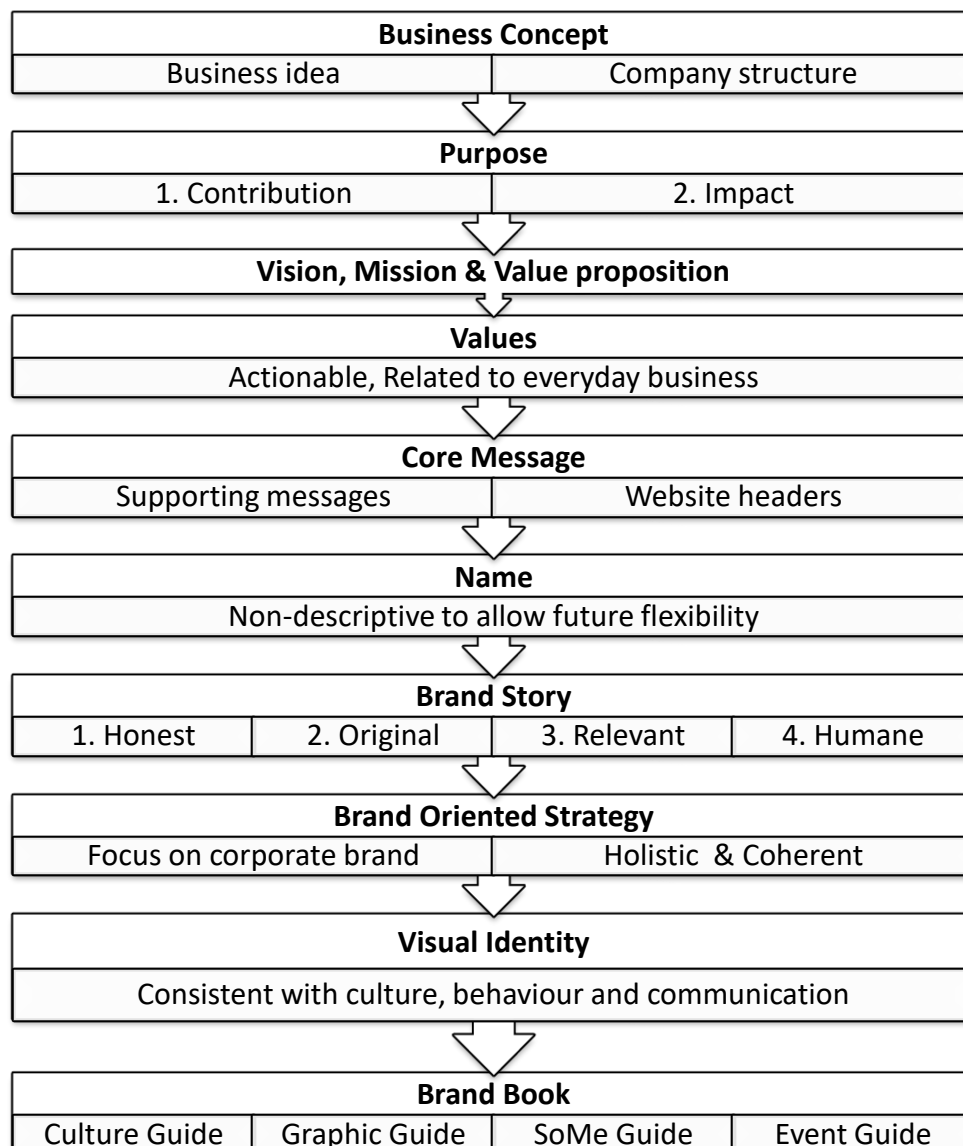 Business Concept
Business idea
Company structure
Purpose
1. Contribution
2. Impact
Vision, Mission & Value proposition
Values
Actionable, Related to everyday business
Core Message
Supporting messages
Website headers
Name
Non-descriptive to allow future flexibility
Brand Story
1. Honest
2. Original
3. Relevant
4. Humane
Brand Oriented Strategy
Focus on corporate brand
Holistic & Coherent
Visual Identity
Consistent with culture, behaviour and communication
Brand Book
Culture Guide
Graphic Guide
SoMe Guide
Event Guide